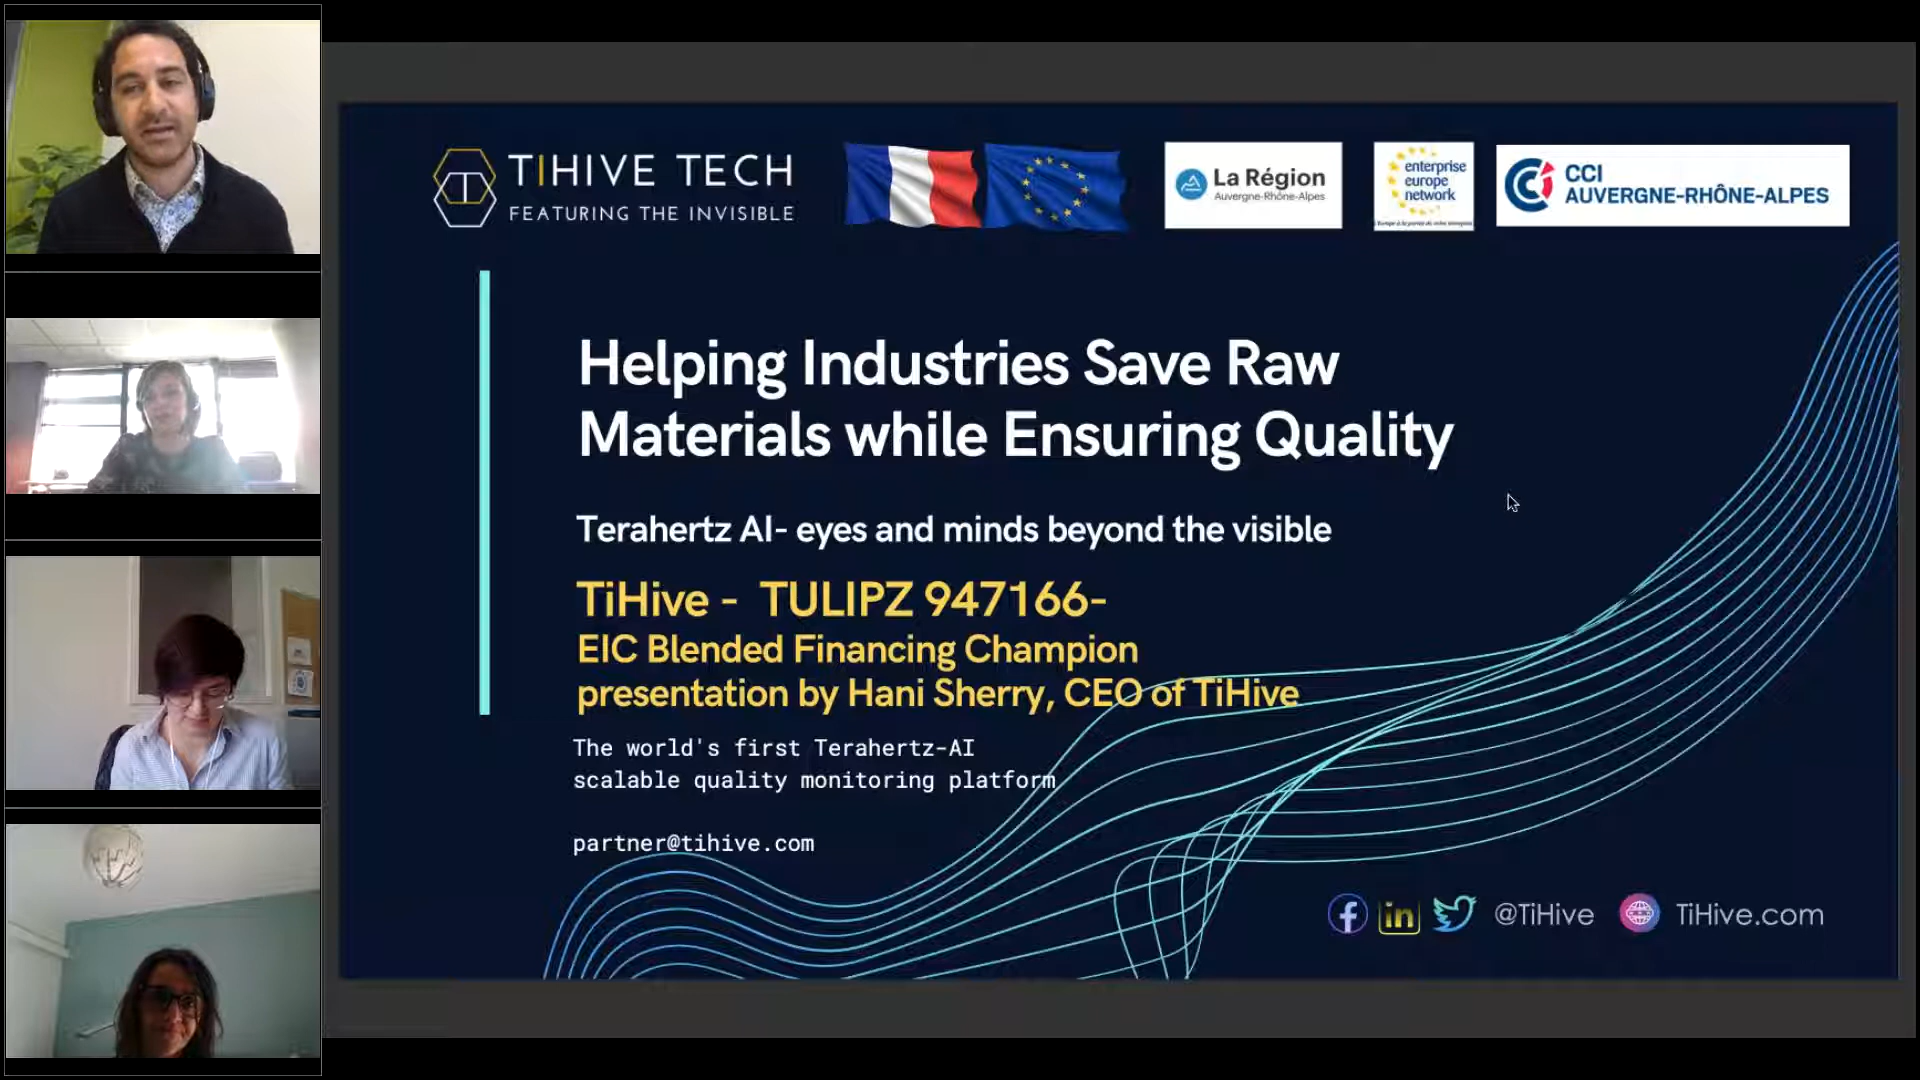 TIHIVE TECH
FEATURING THE INVISIBLE
La Région
Auvergne-Rhône-Alpes
enterprise
europe
network
CCI
AUVERGNE-RHÔNE-ALPES
Helping Industries Save Raw
Materials while Ensuring Quality
Terahertz AI- eyes and minds beyond the visible
TiHive - TULIPZ 947166-
EIC Blended Financing Champion
presentation by Hani Sherry, CEO of TiHive
The world's first Terahertz-AI
scalable quality monitoring platform
partner@tihive.com
@TiHive
TiHive.com